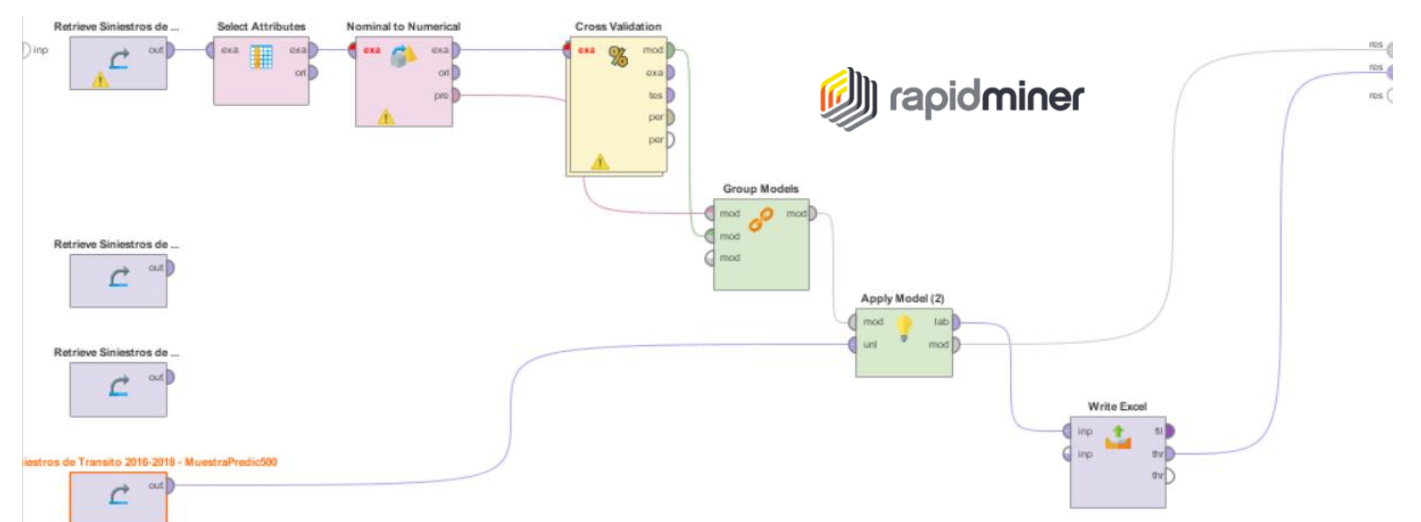 Retrieve Siniestros de ...
Select Attributes
Nominal to Numerical
Cross Validation
inp
out
exa
exa
ori
exa
exa
ori
pre
exa
%
mod
exa
tes
per
per
rapidminer
res
res
res
Group Models
mod
mod
mod
mod
Retrieve Siniestros de ...
out
Apply Model (2)
mod
lab
unl
mod
Retrieve Siniestros de ...
out
Write Excel
inp
fil
inp
thr
thr
iestros de Transito 2016-2018 - MuestraPredic500
out